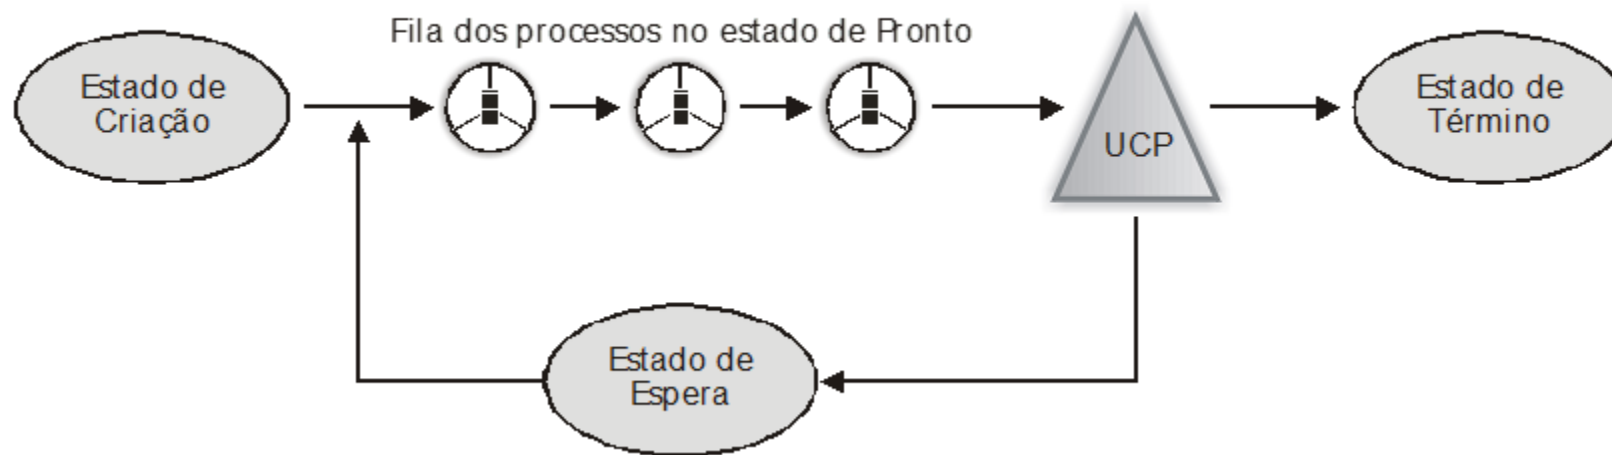 Fila dos processos no estado de Pronto
Estado de
Criação
UCP
Estado de
Término
Estado de
Espera